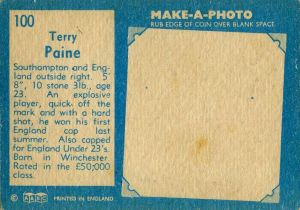 100
Terry
Paine
Southampton and Eng-
land outside right. 5'
8", 10 stone 3lb., age
23. An explosive
player, quick off the
mark and with a hard
shot, he won his first
England cap last
summer. Also capped
for England Under 23's.
Born in Winchester.
Rated in the £50,000
class.
© A&BC PRINTED IN ENGLAND
MAKE-A-PHOTO
RUB EDGE OF COIN OVER BLANK SPACE